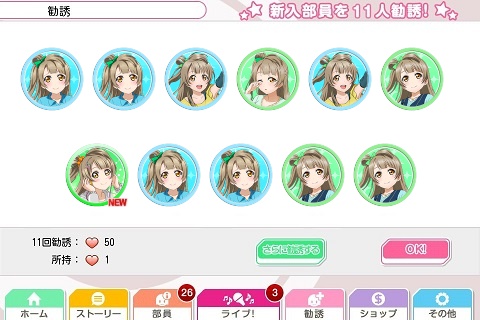 勧誘
新入部員を11人勧誘!
NEW
11回勧誘: 50
所持: 1
さらに勧誘する
OK!
26
3
ホーム
ストーリー
部員
ライブ!
勧誘
ショップ
その他